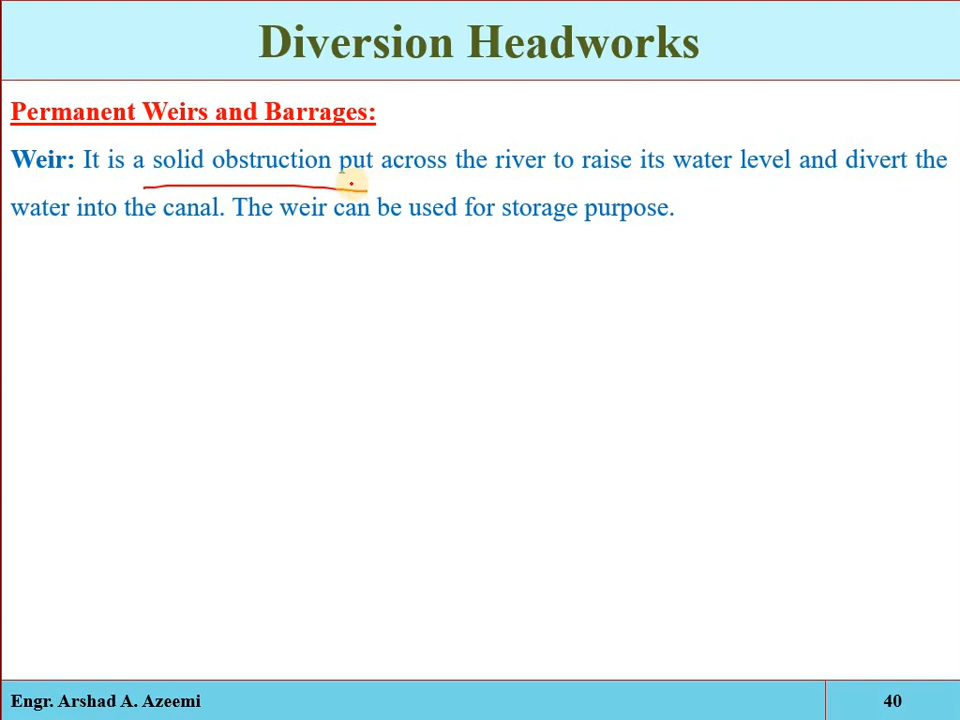 Diversion Headworks
Permanent Weirs and Barrages:
Weir: It is a solid obstruction put across the river to raise its water level and divert the
water into the canal. The weir can be used for storage purpose.
Engr. Arshad A. Azeemi
40